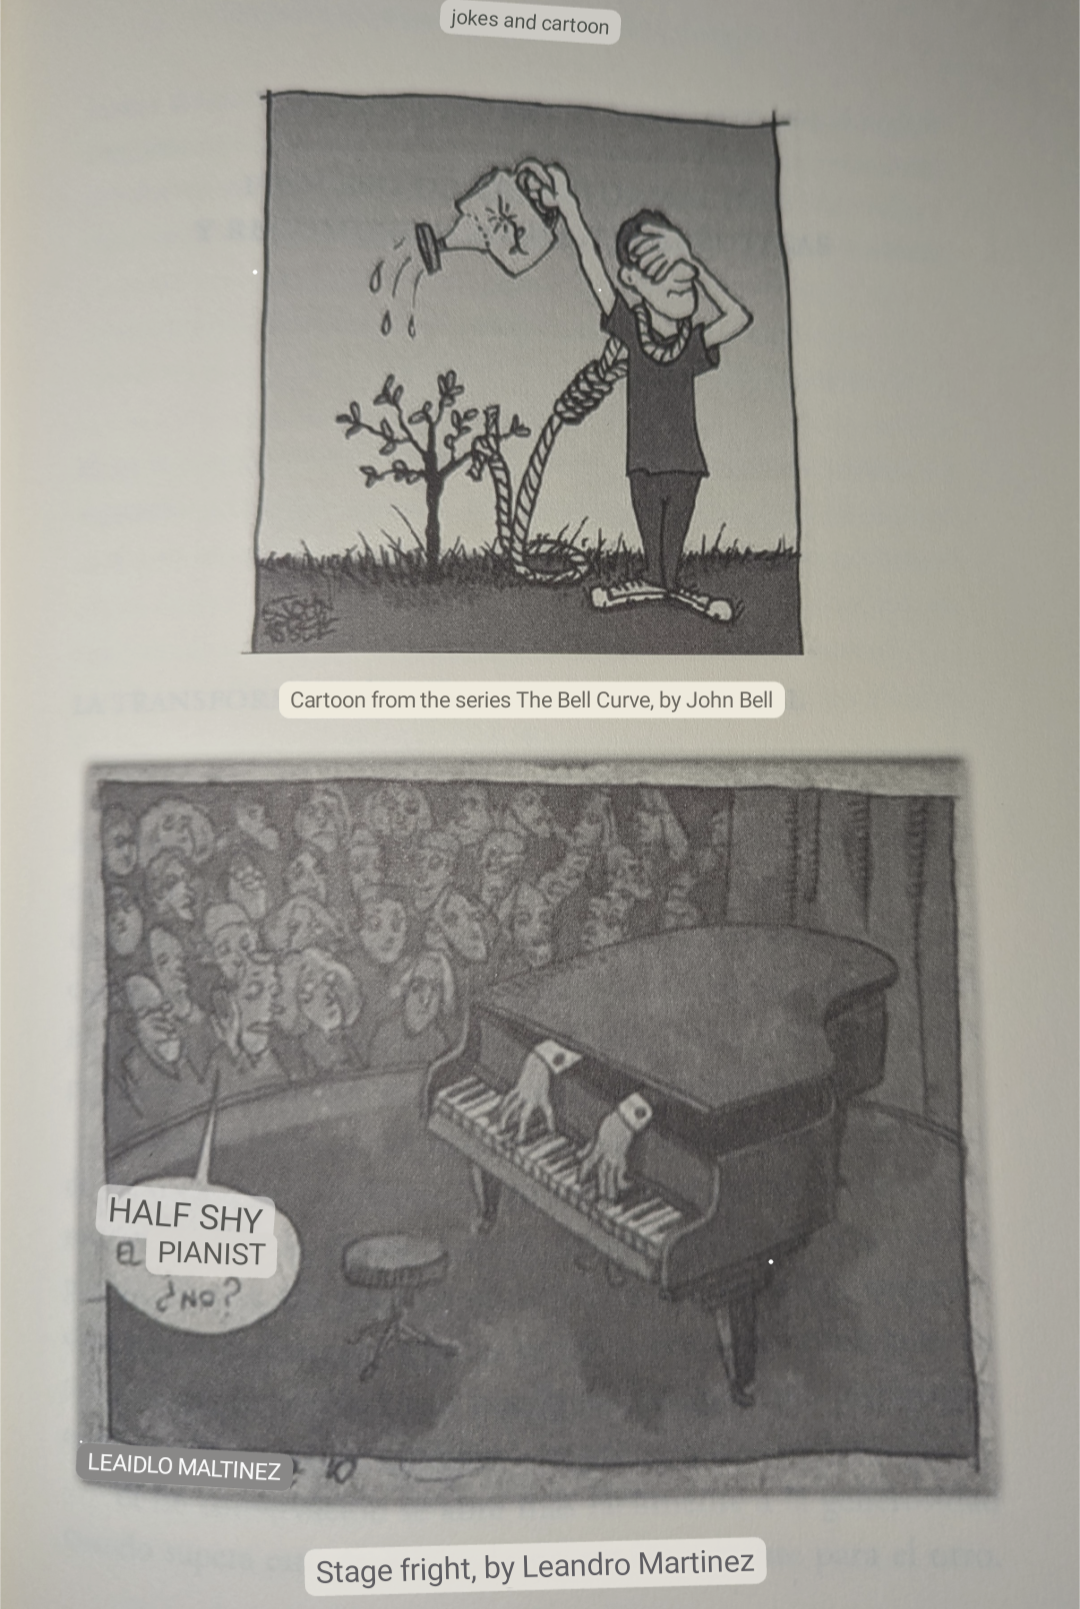 jokes and cartoon
Cartoon from the series The Bell Curve, by John Bell
HALF SHY
EL PIANIST
¿NO?
LEAIDLO MALTINEZ
Stage fright, by Leandro Martinez